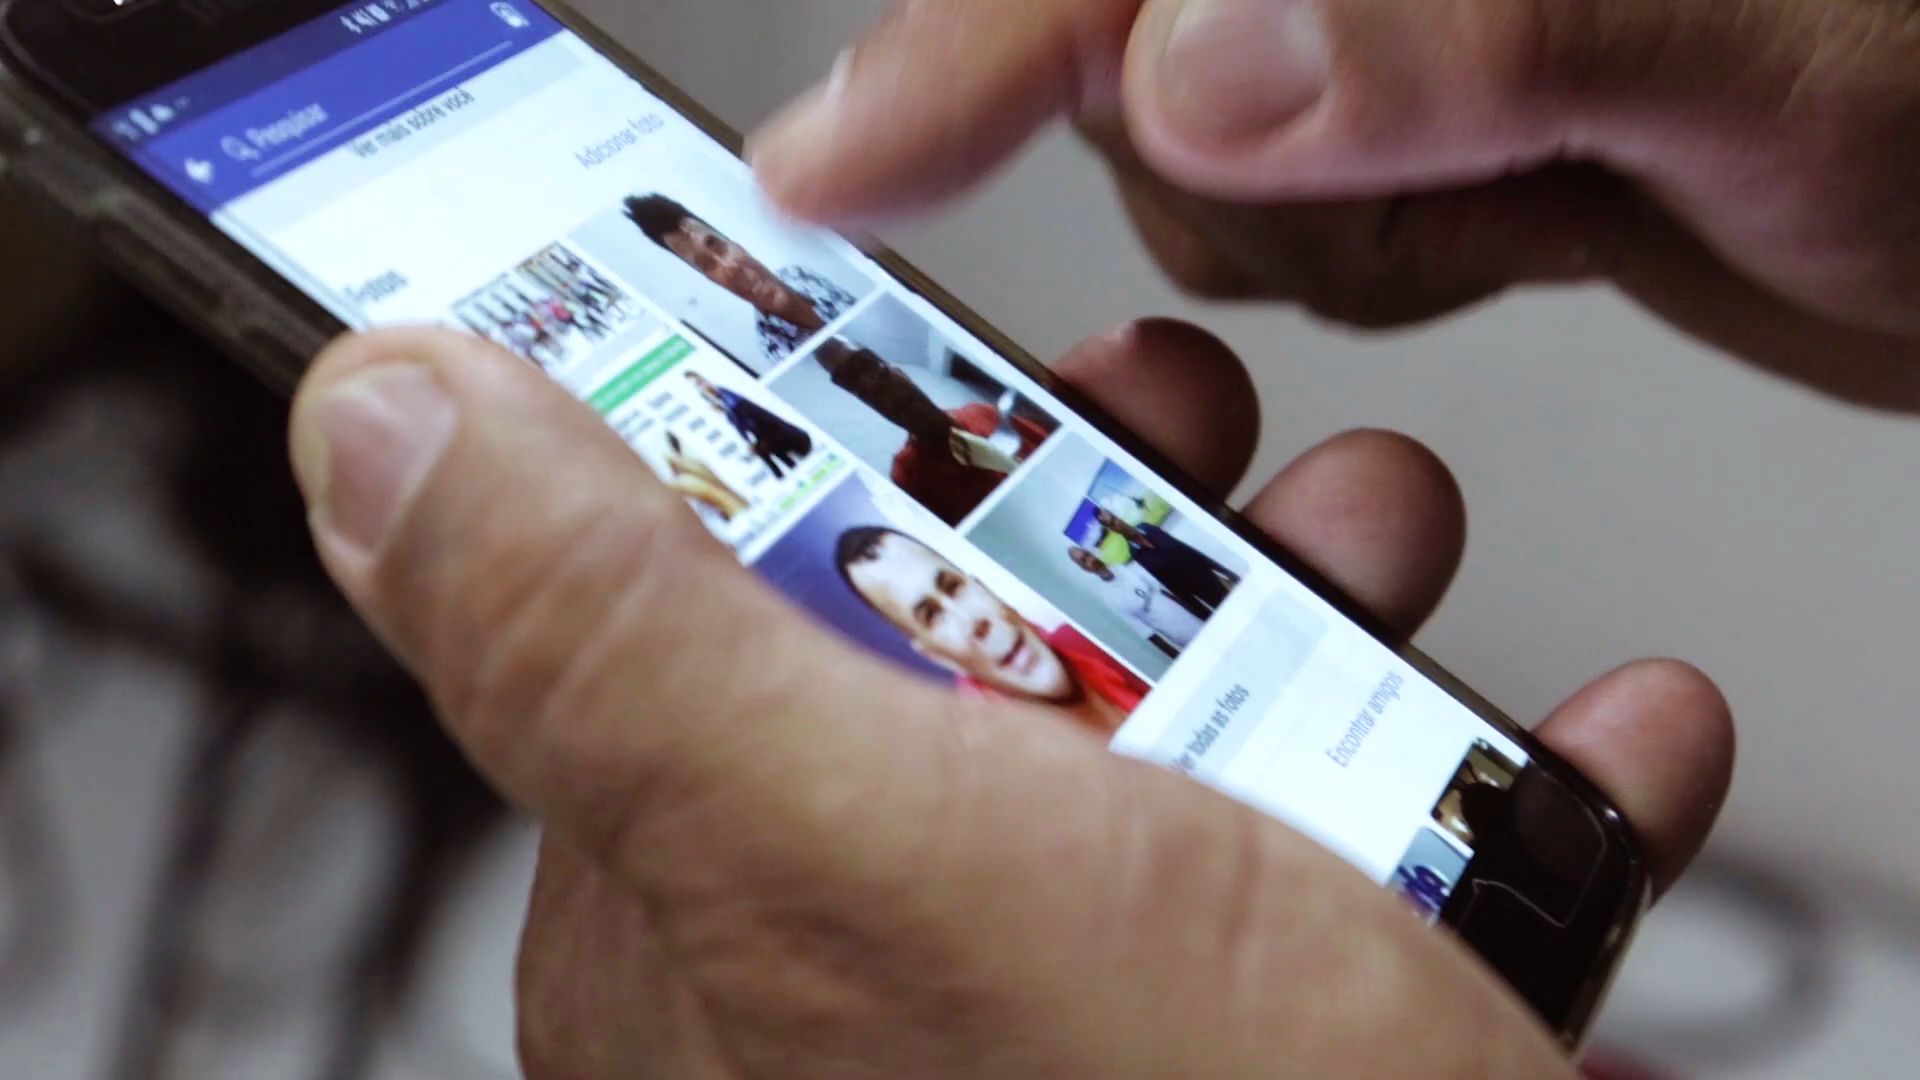 Pesquisar
Ver mais sobre você
Adicionar foto
Fotos
Ver todas as fotos
Encontrar amigos